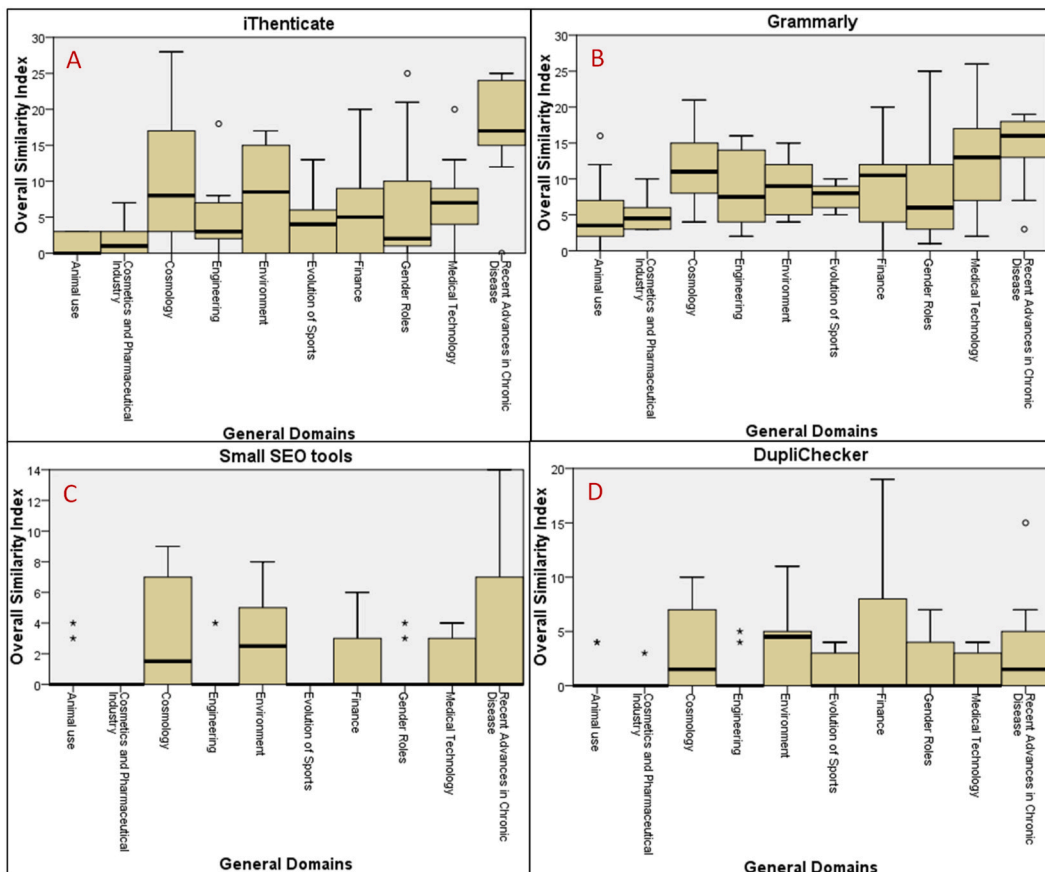 iThenticate
A
Overall Similarity Index
30
25
20
15
10
5
0
Animal use
Cosmetics and Pharmaceutical
Industry
Cosmology
Engineering
Environment
Evolution of Sports
Finance
Gender Roles
Medical Technology
Recent Advances in Chronic
Disease
General Domains
Grammarly
B
Overall Similarity Index
30
25
20
15
10
5
0
Animal use
Cosmetics and Pharmaceutical
Industry
Cosmology
Engineering
Environment
Evolution of Sports
Finance
Gender Roles
Medical Technology
Recent Advances in Chronic
Disease
General Domains
Small SEO tools
C
Overall Similarity Index
14
12
10
8
6
4
2
0
Animal use
Cosmetics and Pharmaceutical
Industry
Cosmology
Engineering
Environment
Evolution of Sports
Finance
Gender Roles
Medical Technology
Recent Advances in Chronic
Disease
General Domains
DupliChecker
D
Overall Similarity Index
20
15
10
5
0
Animal use
Cosmetics and Pharmaceutical
Industry
Cosmology
Engineering
Environment
Evolution of Sports
Finance
Gender Roles
Medical Technology
Recent Advances in Chronic
Disease
General Domains